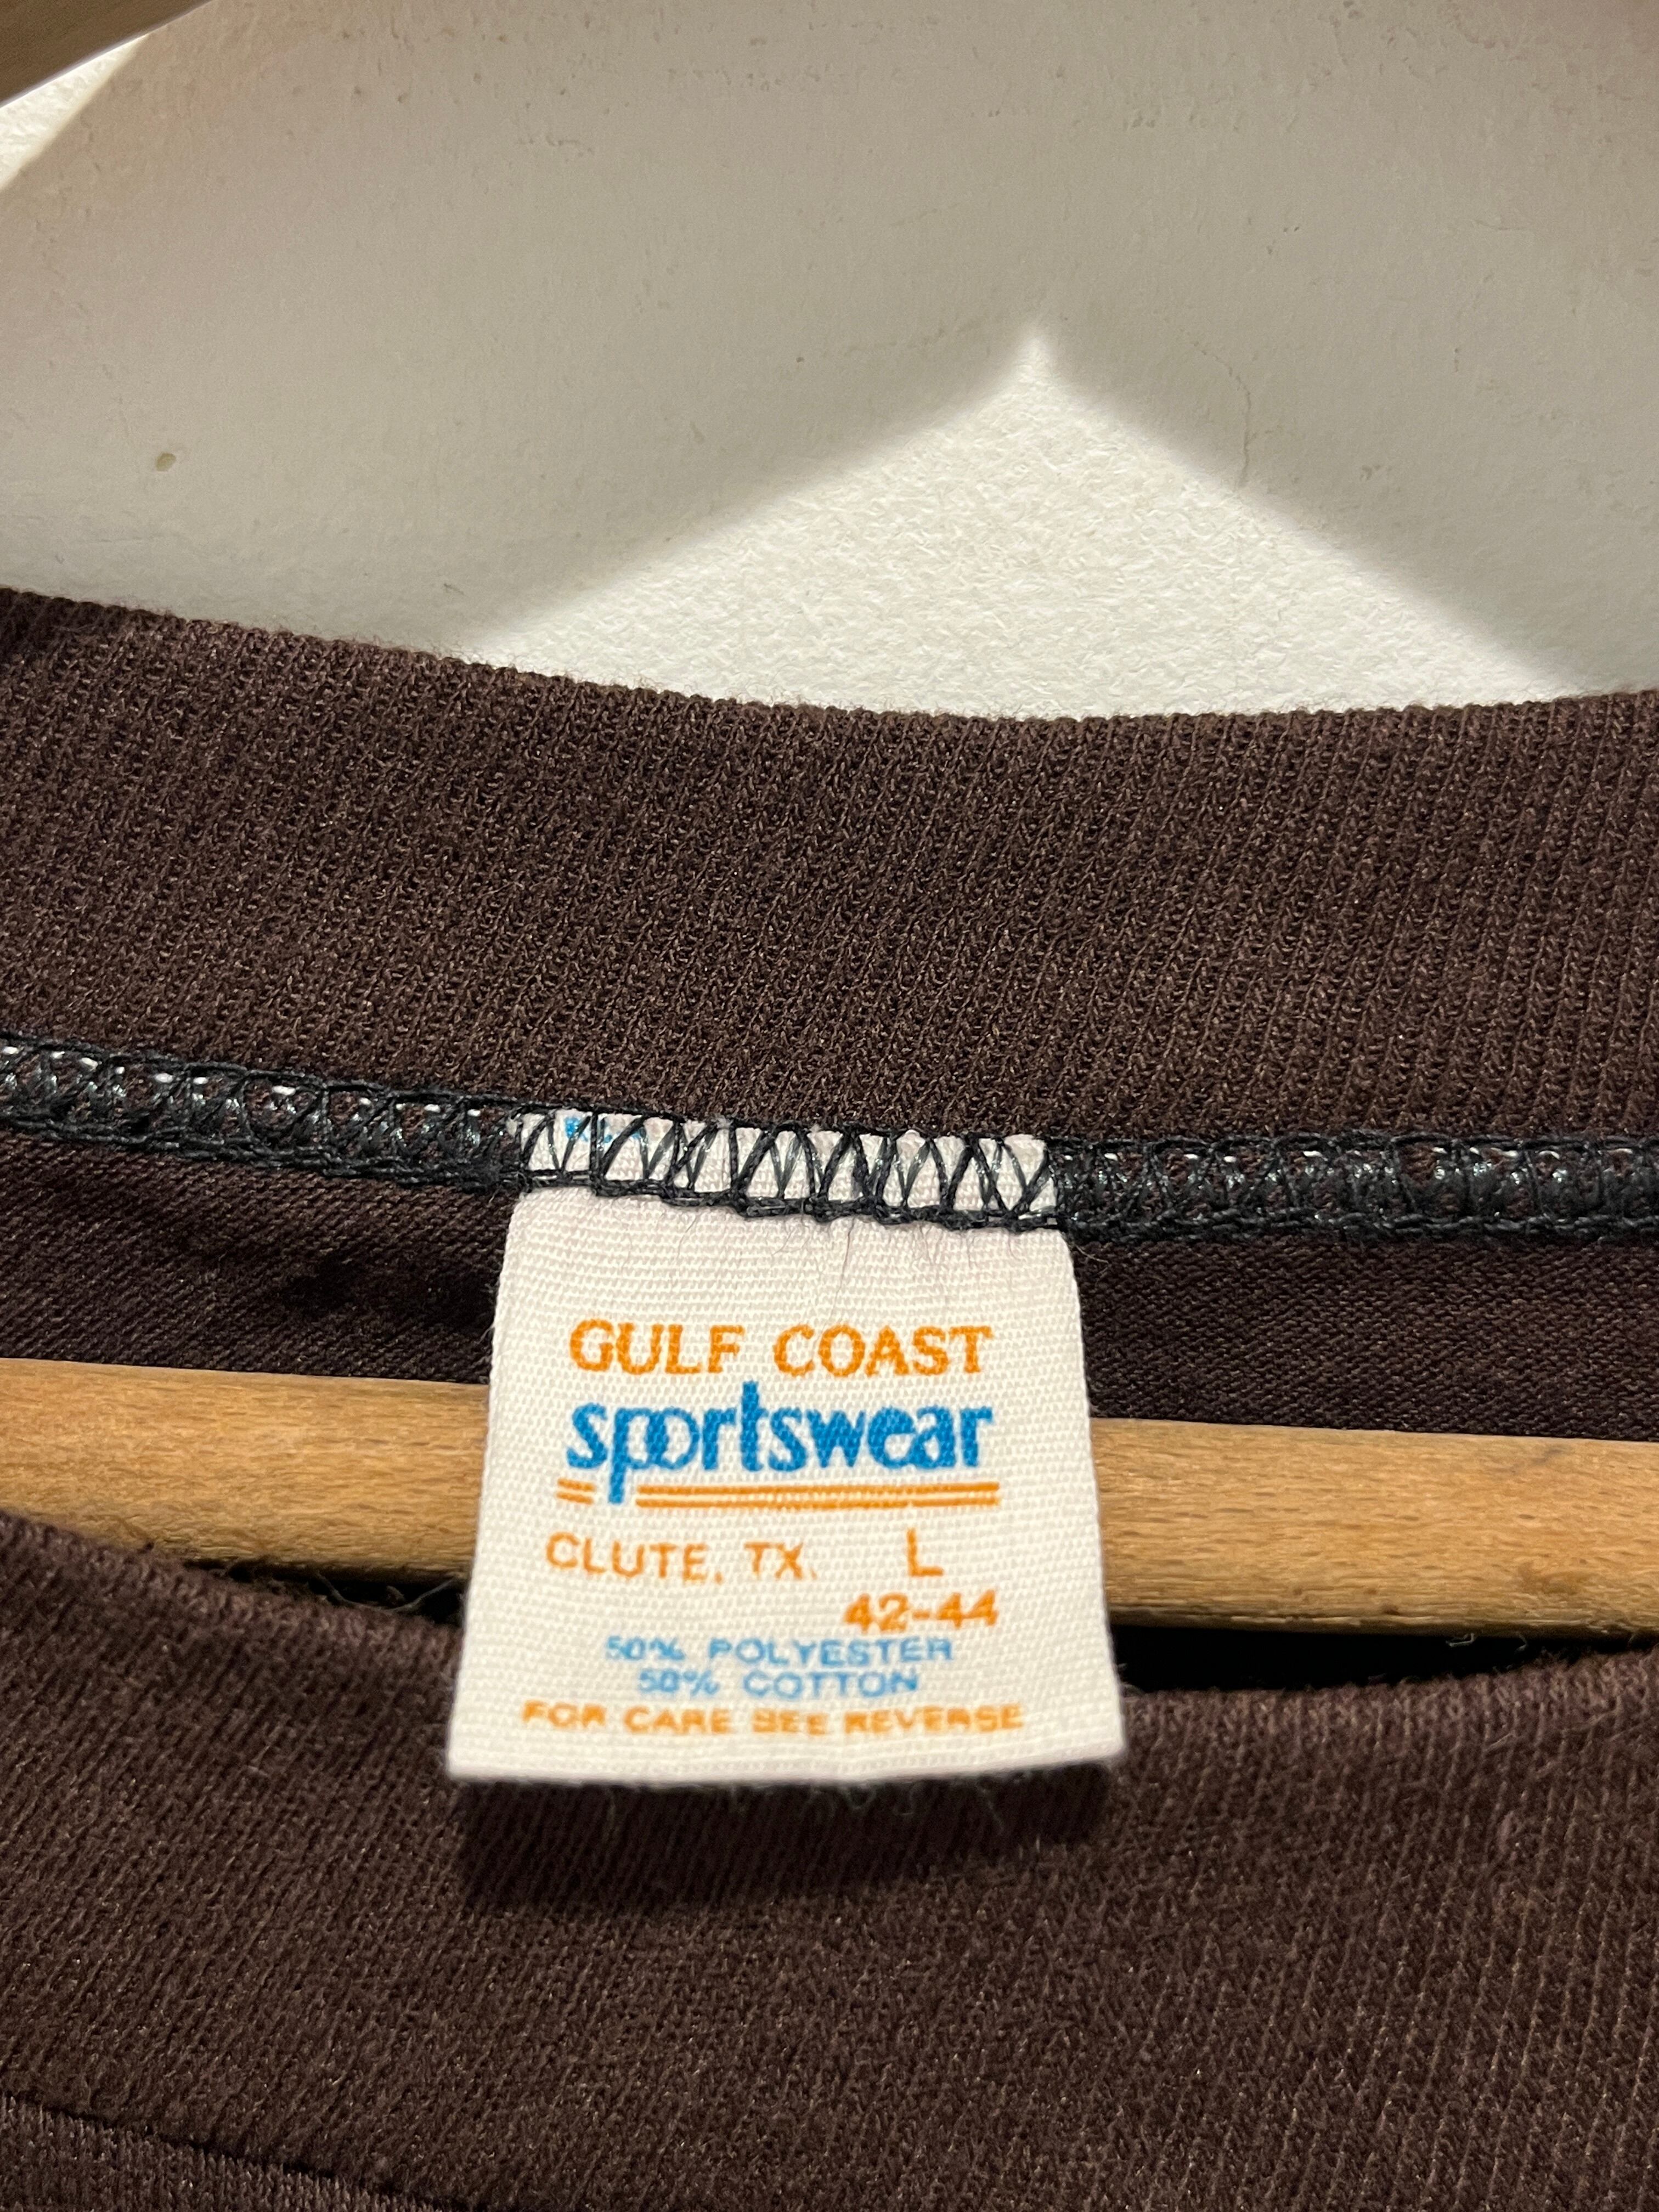 GULF COAST
sportswear
CLUTE, TX. L
42-44
50% POLYESTER
50% COTTON
FOR CARE SEE REVERSE